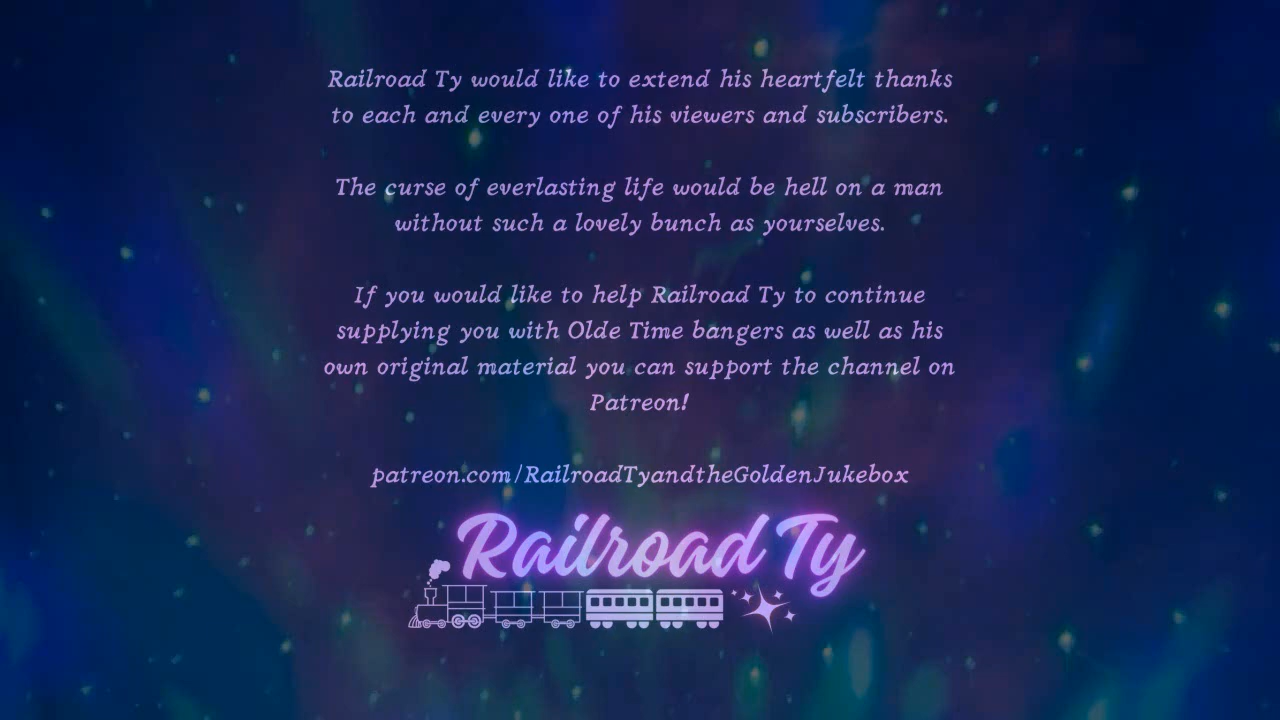 Railroad Ty would like to extend his heartfelt thanks
to each and every one of his viewers and subscribers.
The curse of everlasting life would be hell on a man
without such a lovely bunch as yourselves.
If you would like to help Railroad Ty to continue
supplying you with Olde Time bangers as well as his
own original material you can support the channel on
Patreon!
patreon.com/RailroadTyandtheGoldenJukebox
Railroad Ty